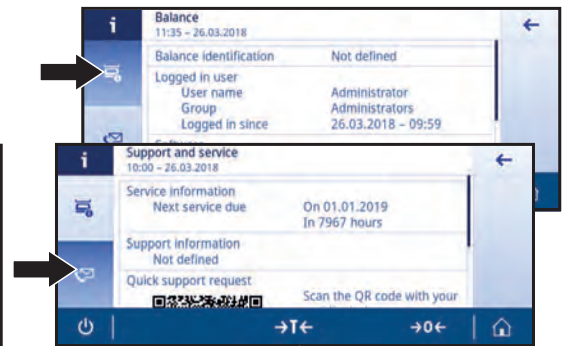 i Balance
11:35 – 26.03.2018
Balance identification Not defined
Logged in user
User name Administrator
Group Administrators
Logged in since 26.03.2018 – 09:59
i Support and service
10:00 – 26.03.2018
Service information
Next service due On 01.01.2019
In 7967 hours
Support information
Not defined
Quick support request
Scan the QR code with your
→T← →0←